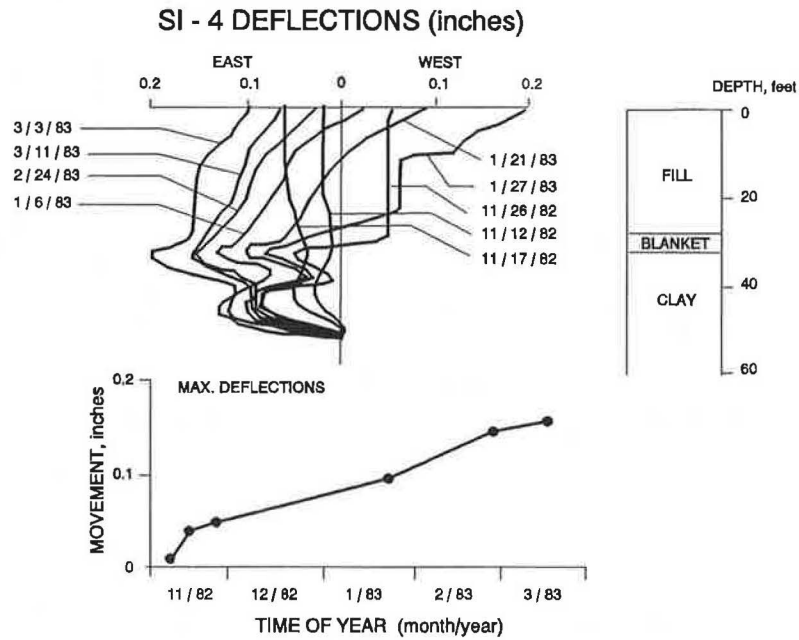 SI - 4 DEFLECTIONS (inches)
EAST WEST
0.2 0.1 0 0.1 0.2
3 / 3 / 83
3 / 11 / 83
2 / 24 / 83
1 / 6 / 83
1 / 21 / 83
1 / 27 / 83
11 / 26 / 82
11 / 12 / 82
11 / 17 / 82
DEPTH, feet
0
FILL
20
BLANKET
40
CLAY
60
MAX. DEFLECTIONS
MOVEMENT, inches
0.2
0.1
0
11 / 82 12 / 82 1 / 83 2 / 83 3 / 83
TIME OF YEAR (month/year)